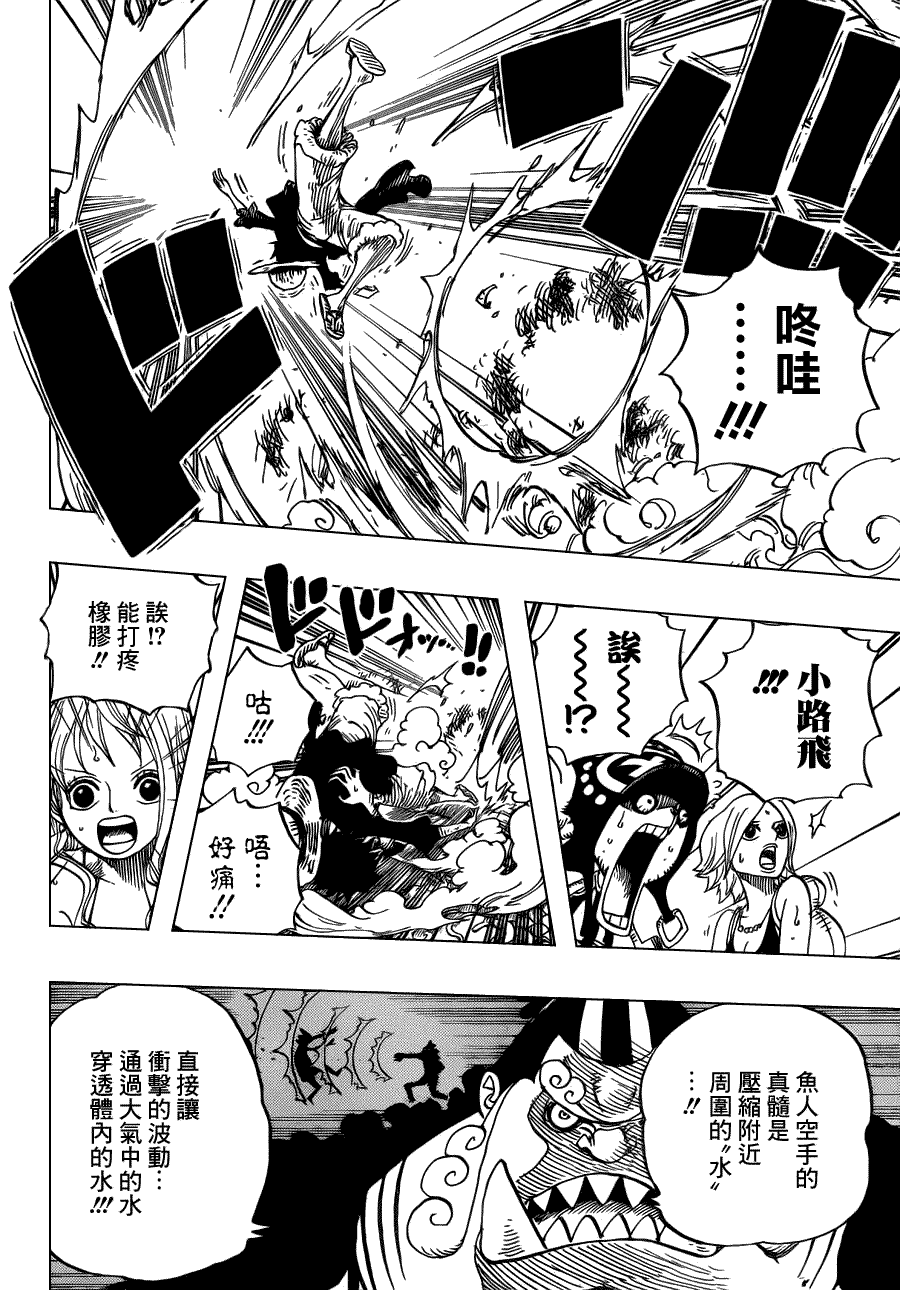 咚哇
……!!!
ド
小路飛
!!!
誒～～～～
～～～～!?
ドドメッ…!!
咕
!!!
唔…
好痛
!!
誒!?
能打疼
橡膠!!
魚人空手的
真髓是
壓縮附近
周圍的“水”
…!!
直接讓
衝擊的波動…
通過大氣中的水
穿透體內的水!!!